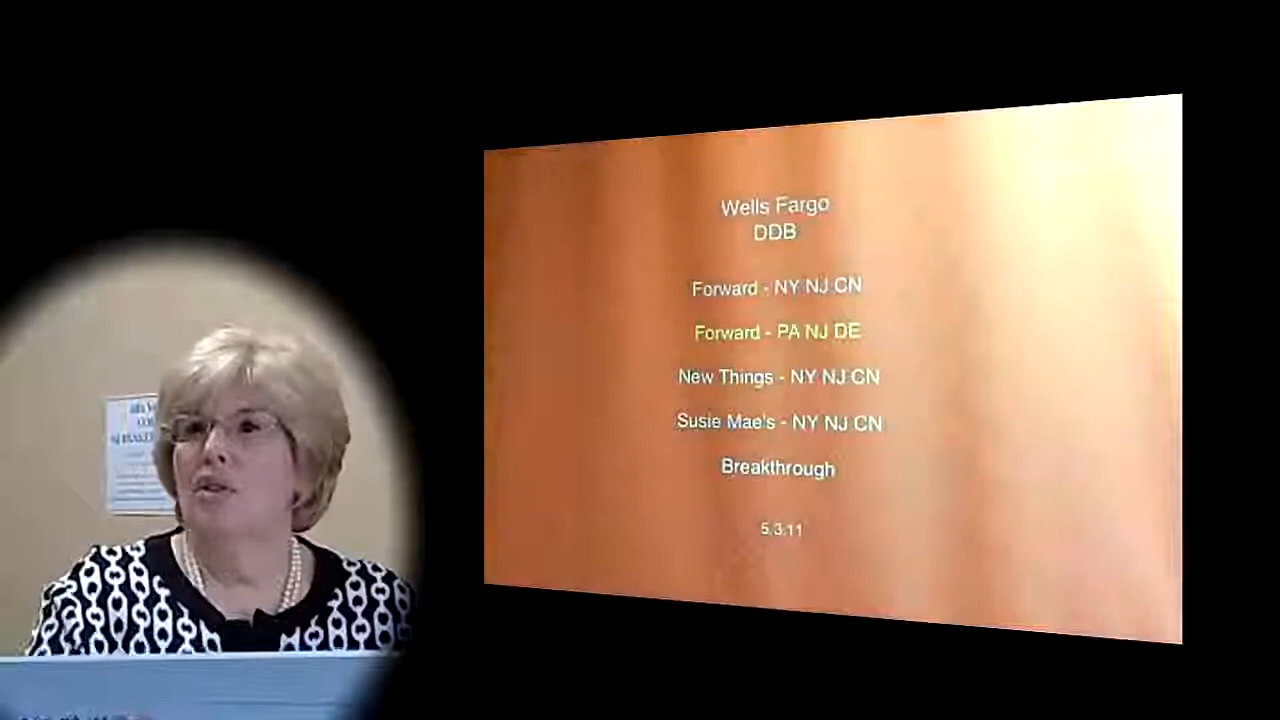 Wells Fargo
DDB
Forward - NY NJ CN
Forward - PA NJ DE
New Things - NY NJ CN
Susie Mae's - NY NJ CN
Breakthrough
5.3.11